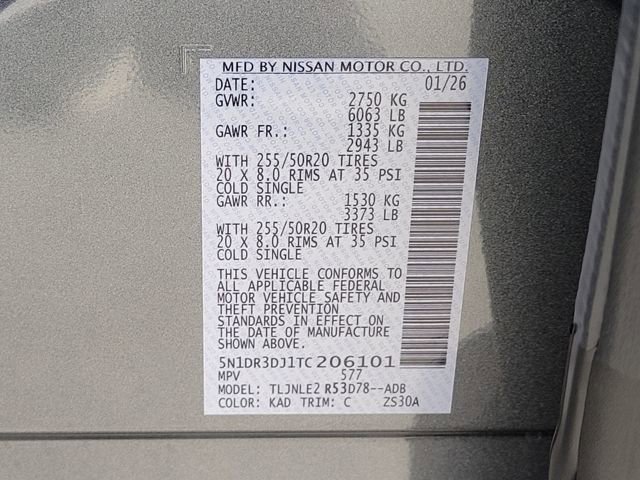 MFD BY NISSAN MOTOR CO., LTD.
DATE: 01/26
GVWR: 2750 KG
6063 LB
GAWR FR.: 1335 KG
2943 LB
WITH 255/50R20 TIRES
20 X 8.0 RIMS AT 35 PSI
COLD SINGLE
GAWR RR.: 1530 KG
3373 LB
WITH 255/50R20 TIRES
20 X 8.0 RIMS AT 35 PSI
COLD SINGLE
THIS VEHICLE CONFORMS TO
ALL APPLICABLE FEDERAL
MOTOR VEHICLE SAFETY AND
THEFT PREVENTION
STANDARDS IN EFFECT ON
THE DATE OF MANUFACTURE
SHOWN ABOVE.
5N1DR3DJ1TC206101
MPV 577
MODEL: TLJNLE2 R53D78--ADB
COLOR: KAD TRIM: C ZS30A